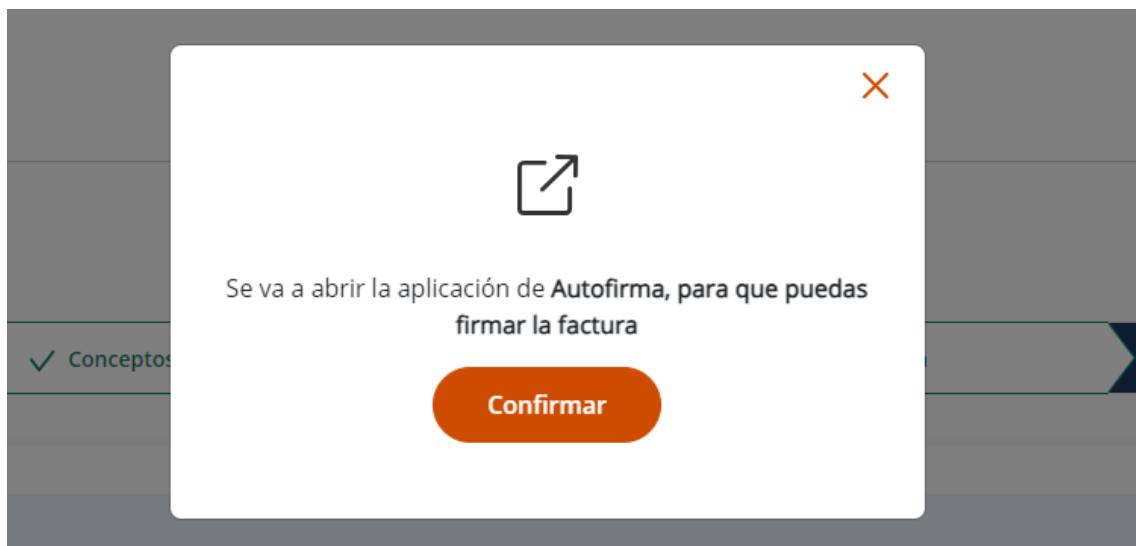 Se va a abrir la aplicación de Autofirma, para que puedas
firmar la factura
Conceptos
Confirmar